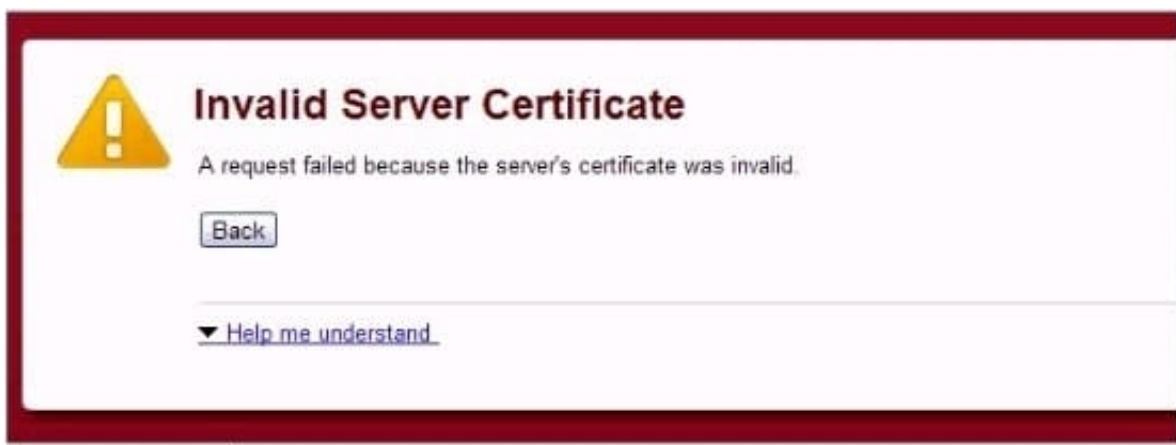 Invalid Server Certificate
A request failed because the server's certificate was invalid.
Back
Help me understand